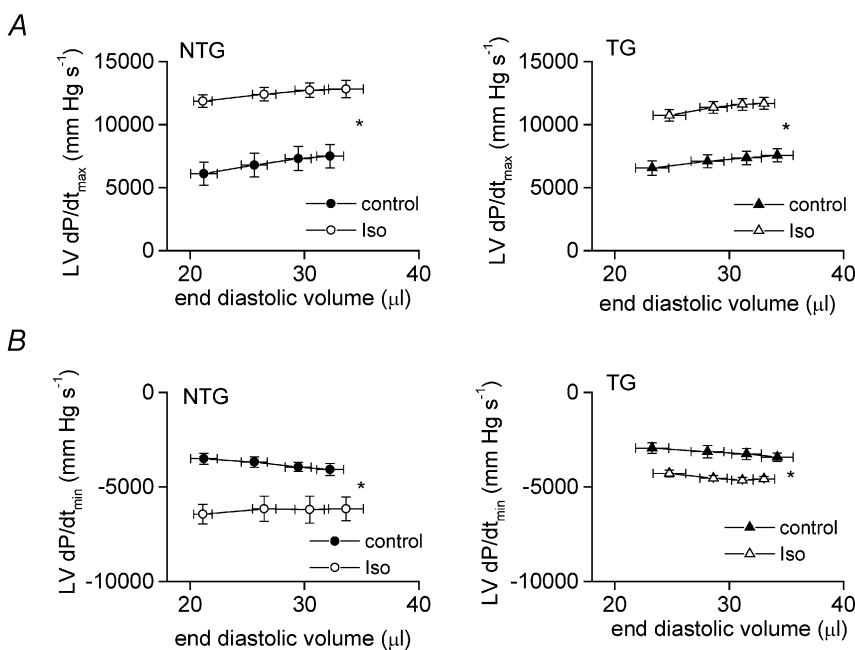 A
NTG
LV dP/dtmax (mm Hg s-1)
15000
10000
5000
0
*
control
Iso
20
30
40
end diastolic volume (μl)
TG
LV dP/dtmax (mm Hg s-1)
15000
10000
5000
0
*
control
Iso
20
30
40
end diastolic volume (μl)
B
NTG
LV dP/dtmin (mm Hg s-1)
0
-5000
-10000
*
control
Iso
20
30
40
end diastolic volume (μl)
TG
LV dP/dtmin (mm Hg s-1)
0
-5000
-10000
*
control
Iso
20
30
40
end diastolic volume (μl)